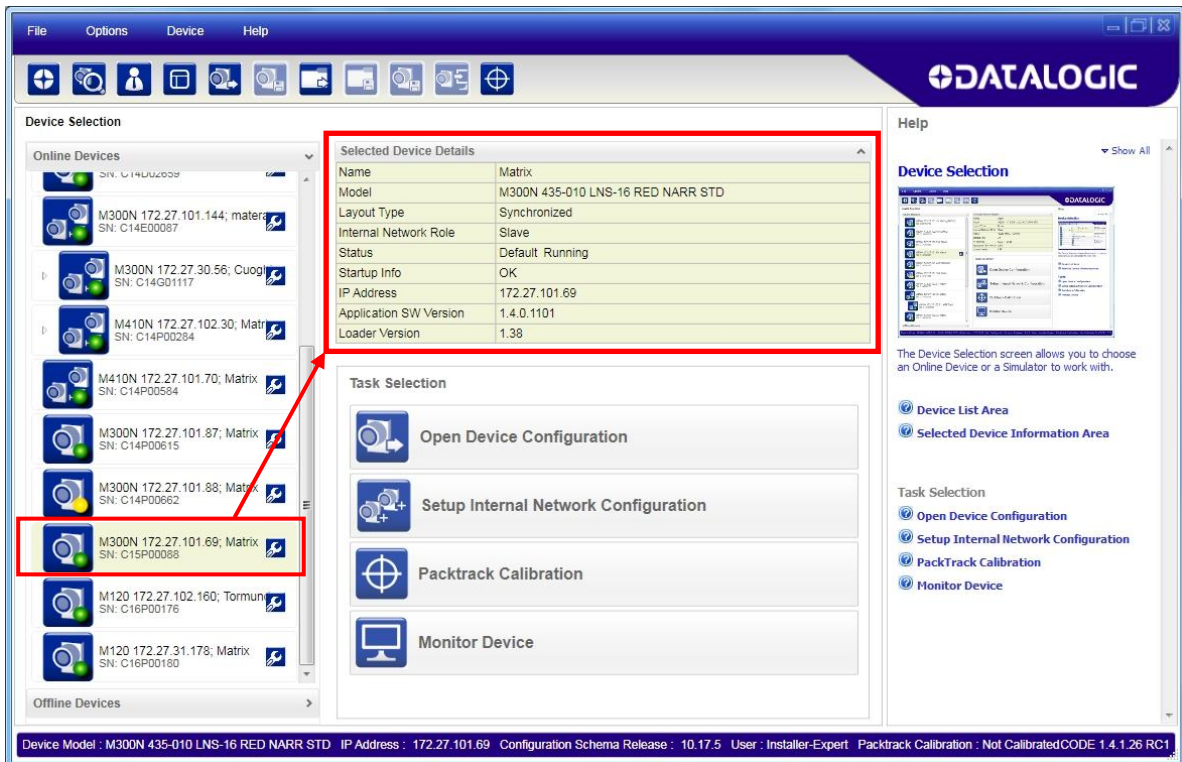 File Options Device Help
DATALOGIC
Device Selection
Online Devices
SN: C14D02659
M300N 172.27.101.144; matera
SN: C14E00087
M300N 172.27.30.
SN: C14G01117
M410N 172.27.102.30; Matr
SN: C14P00284
M410N 172.27.101.70; Matrix
SN: C14P00584
M300N 172.27.101.87; Matrix
SN: C14P00615
M300N 172.27.101.88; Matrix
SN: C14P00662
M300N 172.27.101.69; Matrix
SN: C15P00088
M120 172.27.102.160; Tormun
SN: C16P00176
M120 172.27.31.178; Matrix
SN: C16P00180
Offline Devices
Selected Device Details
Name Matrix
Model M300N 435-010 LNS-16 RED NARR STD
Layout Type Synchronized
Internal Network Role Slave
Status Default Running
Startup Info OK
IP Address 172.27.101.69
Application SW Version 1.4.0.1101
Loader Version 1.38
Task Selection
Open Device Configuration
Setup Internal Network Configuration
Packtrack Calibration
Monitor Device
Help
Show All
Device Selection
The Device Selection screen allows you to choose
an Online Device or a Simulator to work with.
Device List Area
Selected Device Information Area
Task Selection
Open Device Configuration
Setup Internal Network Configuration
PackTrack Calibration
Monitor Device
Device Model : M300N 435-010 LNS-16 RED NARR STD IP Address : 172.27.101.69 Configuration Schema Release : 10.17.5 User : Installer-Expert Packtrack Calibration : Not Calibrated CODE 1.4.1.26 RC1